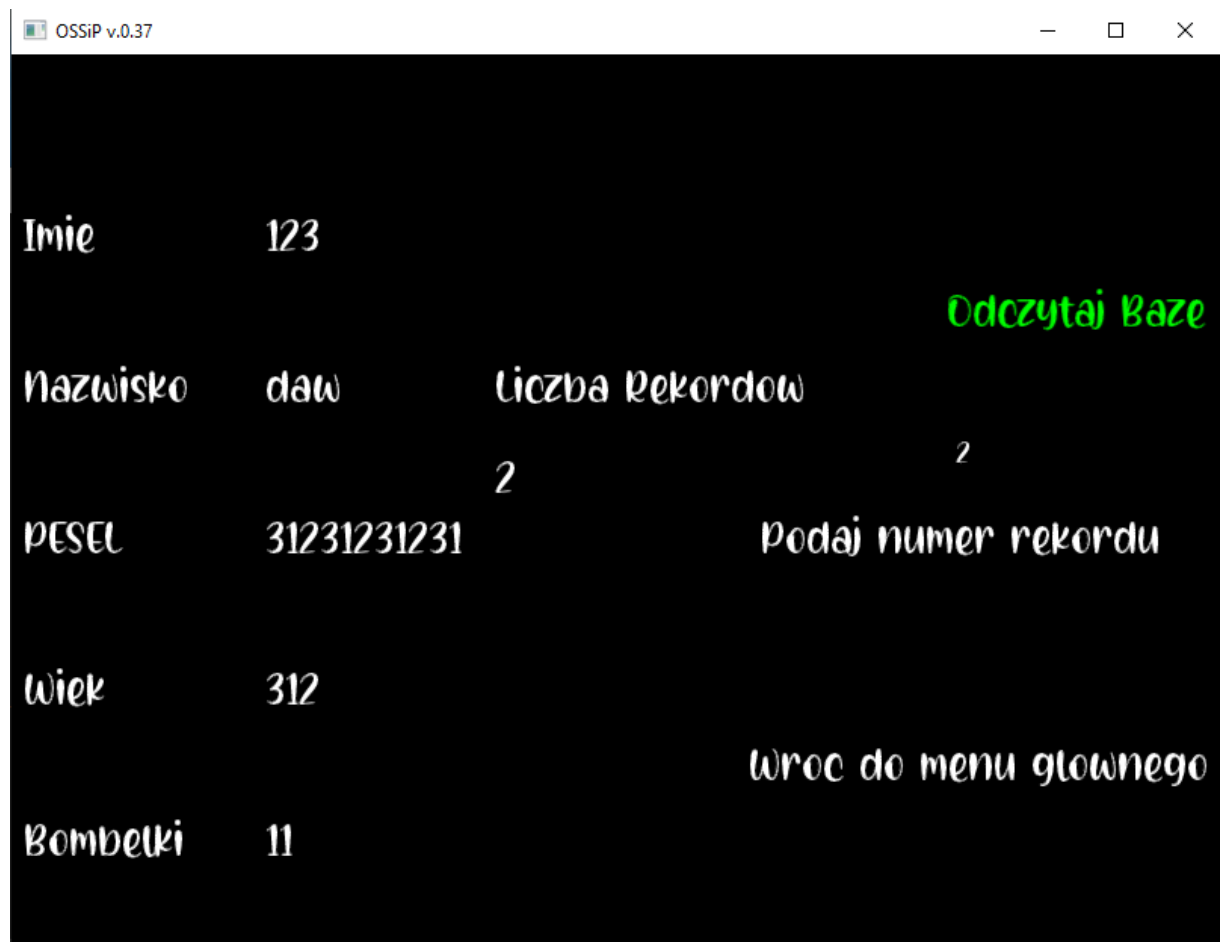 OSSiP v.0.37
Imie 123
Odczytaj Baze
Nazwisko daw Liczba Rekordow
2
2
PESEL 31231231231 Podaj numer rekordu
Wiek 312
Wroc do menu glownego
Bombelki 11